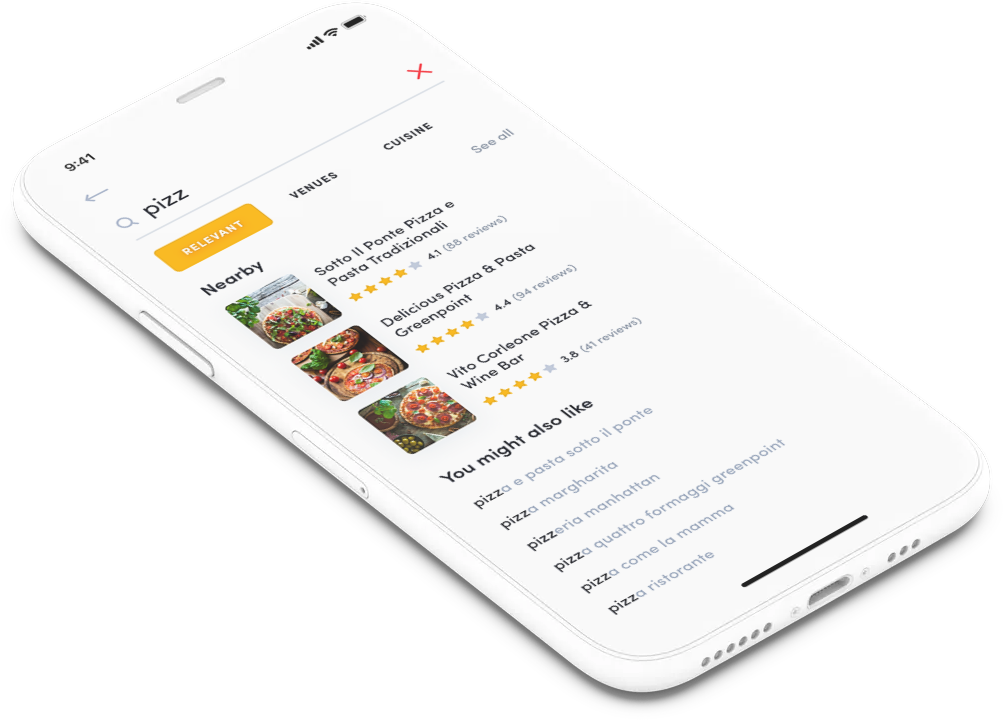 9:41
pizz
RELEVANT
VENUES
CUISINE
Nearby
See all
Sotto Il Ponte Pizza e
Pasta Tradizionali
4.1 (88 reviews)
Delicious Pizza & Pasta
Greenpoint
4.4 (94 reviews)
Vito Corleone Pizza &
Wine Bar
3.8 (41 reviews)
You might also like
pizza e pasta sotto il ponte
pizza margharita
pizzeria manhattan
pizza quattro formaggi greenpoint
pizza come la mamma
pizza ristorante